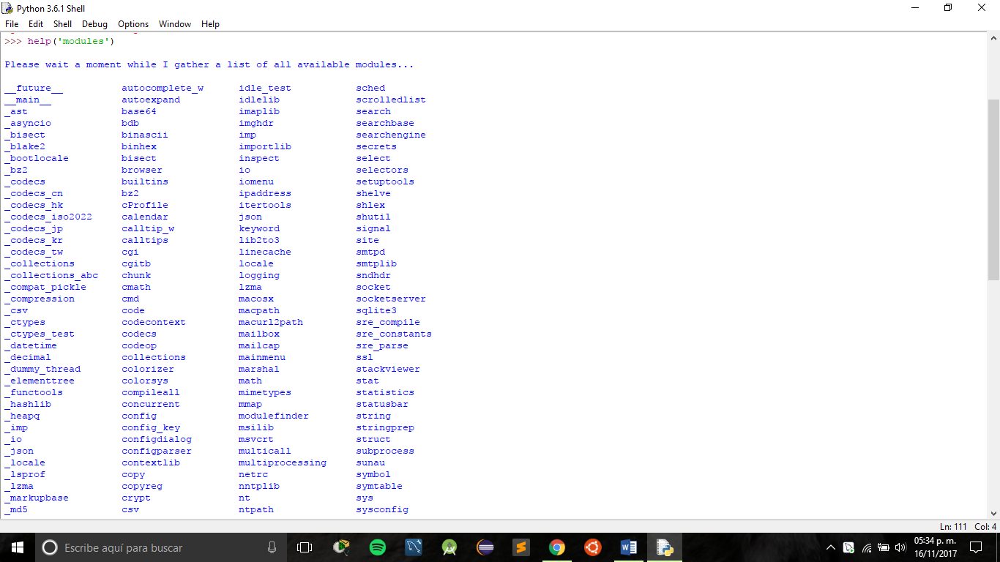 Python 3.6.1 Shell
File Edit Shell Debug Options Window Help
>>> help('modules')
Please wait a moment while I gather a list of all available modules...
__future__ autocomplete_w idle_test sched
__main__ autoexpand idlelib scrolledlist
_ast base64 imaplib search
_asyncio bdb imghdr searchbase
_bisect binascii imp searchengine
_blake2 binhex importlib secrets
_bootlocale bisect inspect select
_bz2 browser io selectors
_codecs builtins iomenu setuptools
_codecs_cn bz2 ipaddress shelve
_codecs_hk cProfile itertools shlex
_codecs_iso2022 calendar json shutil
_codecs_jp calltip_w keyword signal
_codecs_kr calltips lib2to3 site
_codecs_tw cgi linecache smtpd
_collections cgitb locale smtplib
_collections_abc chunk logging sndhdr
_compat_pickle cmath lzma socket
_compression cmd macosx socketserver
_csv code macpath sqlite3
_ctypes codecontext macurl2path sre_compile
_ctypes_test codecs mailbox sre_constants
_datetime codeop mailcap sre_parse
_decimal collections mainmenu ssl
_dummy_thread colorizer marshal stackviewer
_elementtree colorsys math stat
_functools compileall mimetypes statistics
_hashlib concurrent mmap statusbar
_heapq config modulefinder string
_imp config_key msilib stringprep
_io configdialog msvcrt struct
_json configparser multicall subprocess
_locale contextlib multiprocessing sunau
_lsprof copy netrc symbol
_lzma copyreg nntplib symtable
_markupbase crypt nt sys
_md5 csv ntpath sysconfig
Ln: 111 Col: 4
Escribe aquí para buscar
05:34 p. m.
16/11/2017